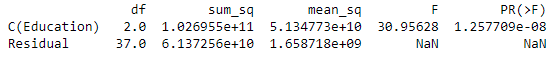 df sum_sq mean_sq F PR(>F)
C(Education) 2.0 1.026955e+11 5.134773e+10 30.95628 1.257709e-08
Residual 37.0 6.137256e+10 1.658718e+09 NaN NaN